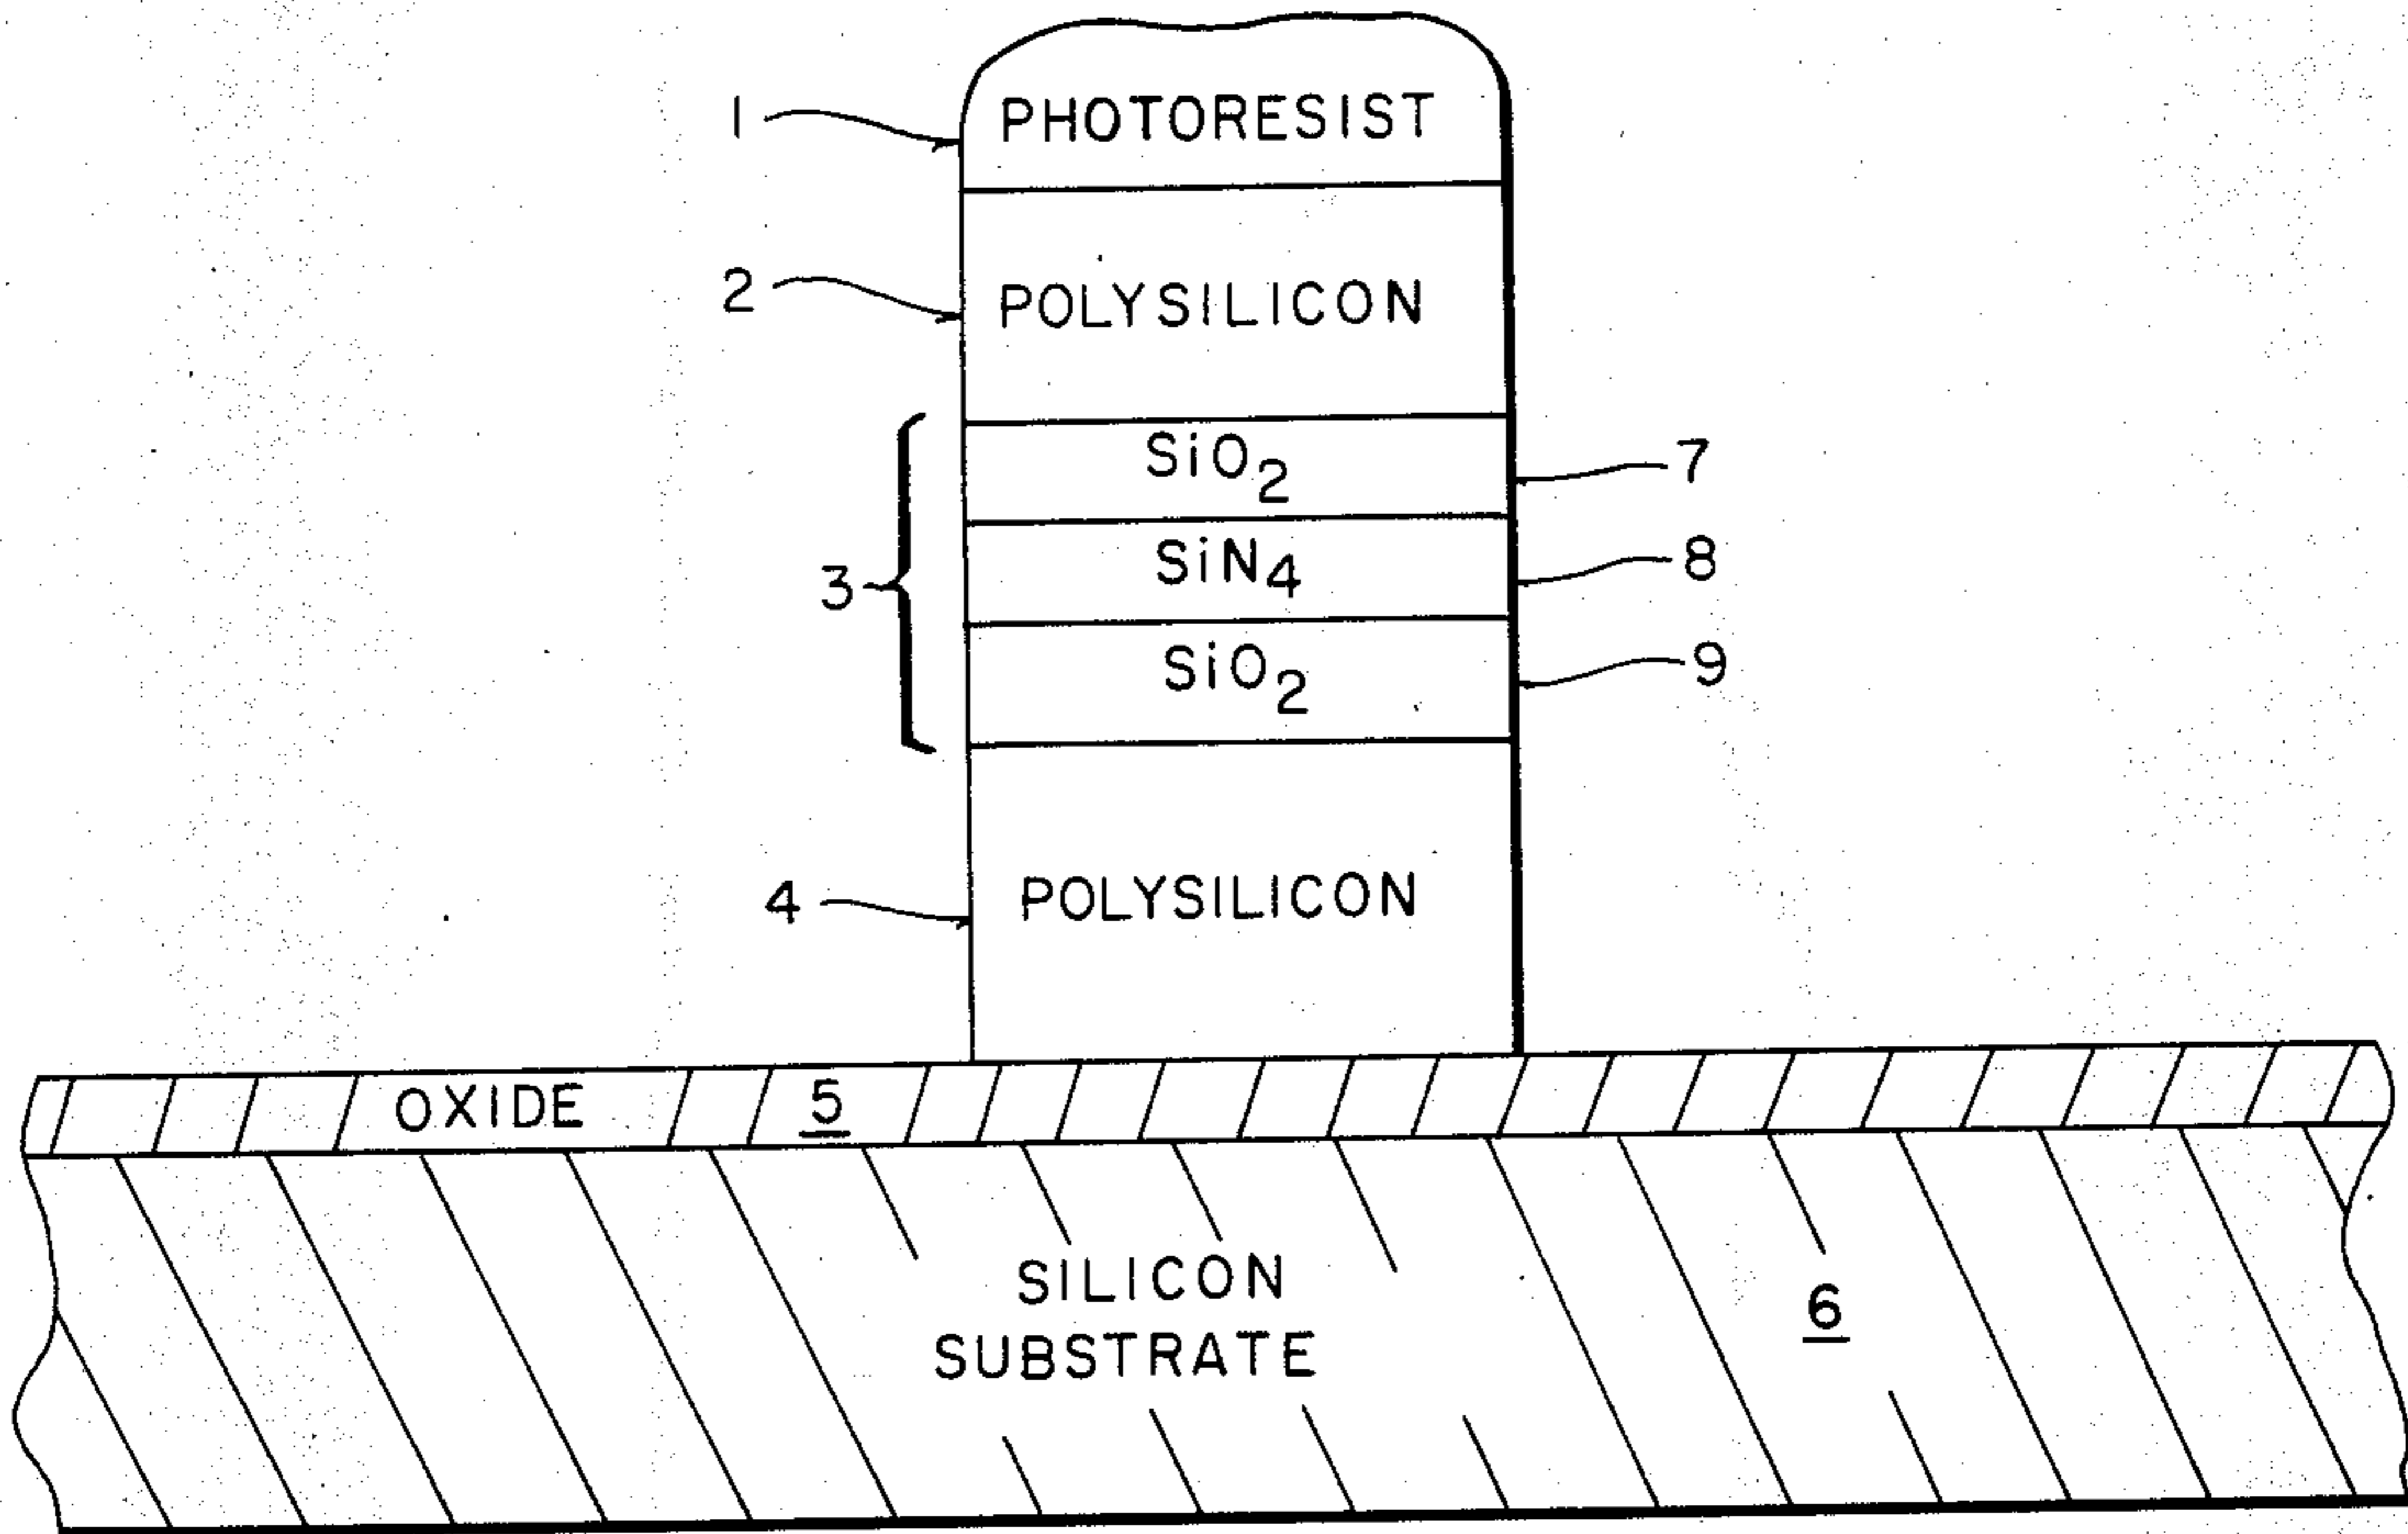 1 PHOTORESIST
2 POLYSILICON
SiO2 7
3 SiN4 8
SiO2 9
4 POLYSILICON
OXIDE 5
SILICON 6
SUBSTRATE